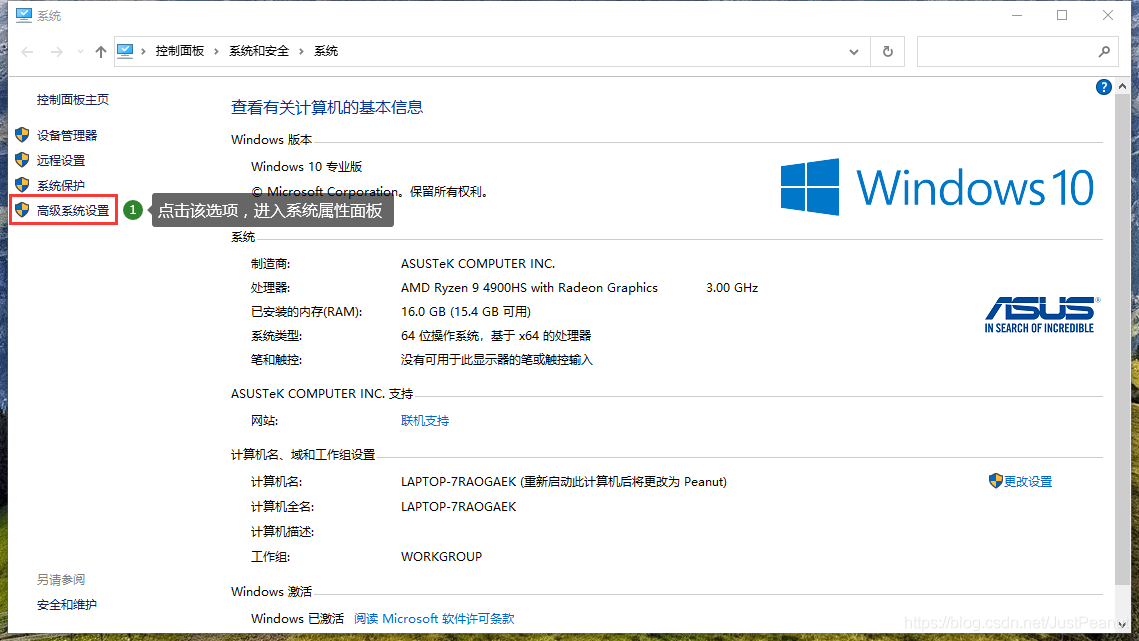 系统
控制面板 › 系统和安全 › 系统
控制面板主页
设备管理器
远程设置
系统保护
高级系统设置
1 点击该选项，进入系统属性面板
查看有关计算机的基本信息
Windows 版本
Windows 10 专业版
© Microsoft Corporation。保留所有权利。
Windows 10
系统
制造商: ASUSTeK COMPUTER INC.
处理器: AMD Ryzen 9 4900HS with Radeon Graphics 3.00 GHz
已安装的内存(RAM): 16.0 GB (15.4 GB 可用)
系统类型: 64 位操作系统，基于 x64 的处理器
笔和触控: 没有可用于此显示器的笔或触控输入
ASUS
IN SEARCH OF INCREDIBLE
ASUSTeK COMPUTER INC. 支持
网站: 联机支持
计算机名、域和工作组设置
计算机名: LAPTOP-7RAOGAEK (重新启动此计算机后将更改为 Peanut) 更改设置
计算机全名: LAPTOP-7RAOGAEK
计算机描述:
工作组: WORKGROUP
Windows 激活
Windows 已激活 阅读 Microsoft 软件许可条款
另请参阅
安全和维护